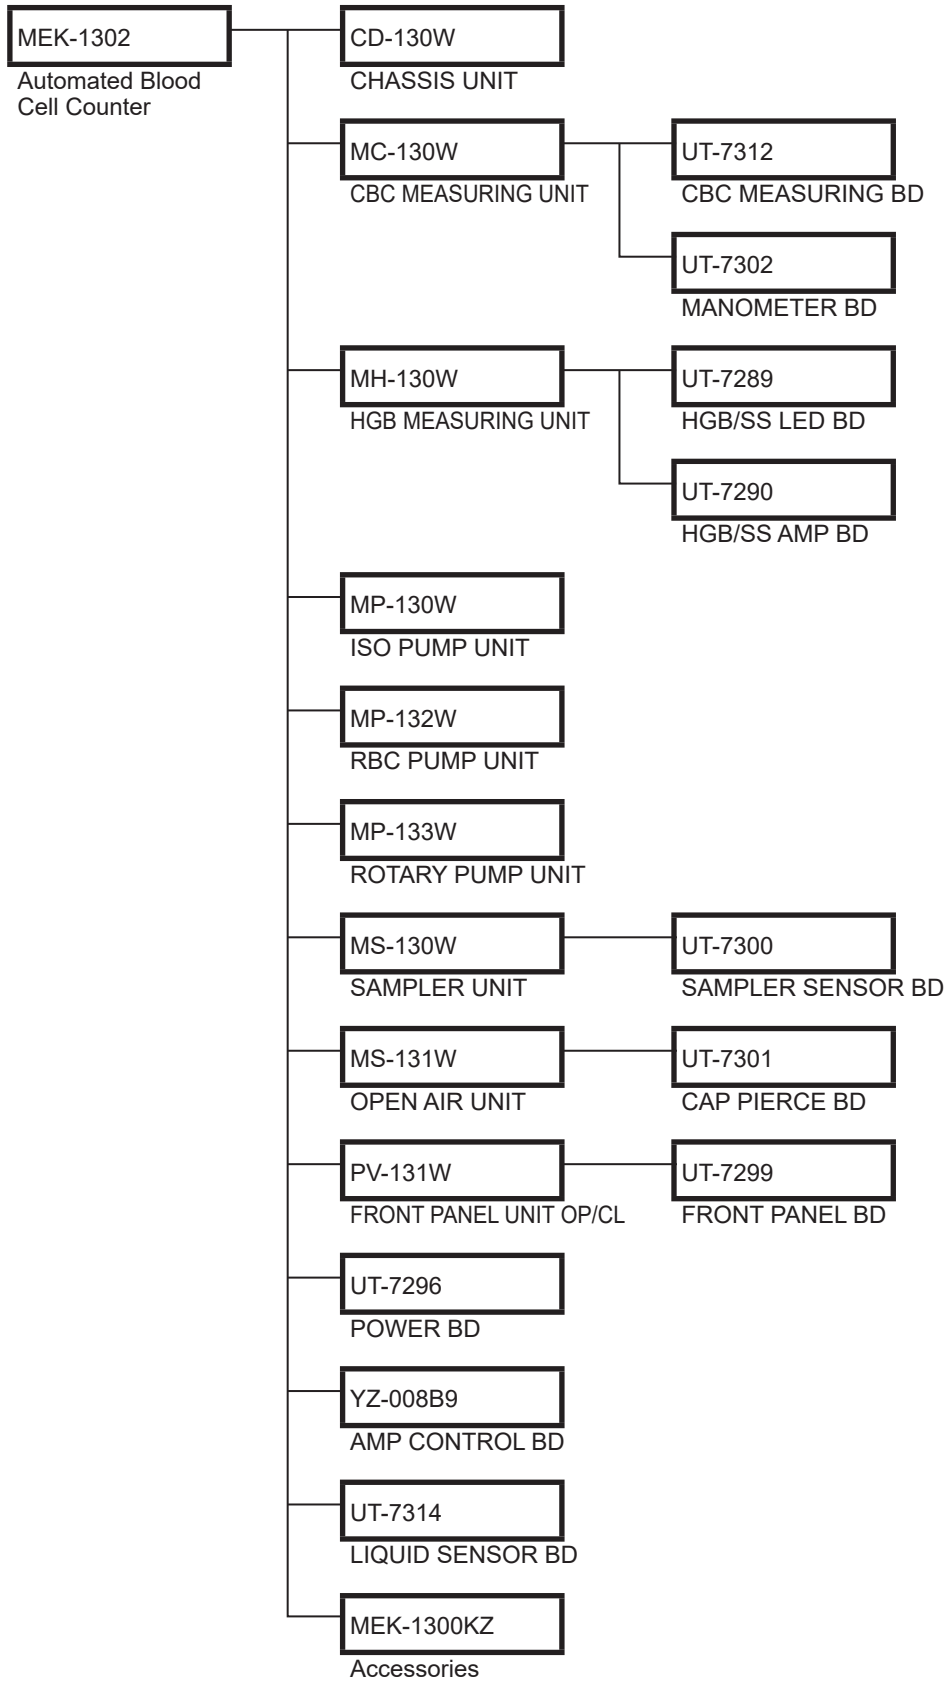 MEK-1302
Automated Blood
Cell Counter
CD-130W
CHASSIS UNIT
MC-130W
CBC MEASURING UNIT
UT-7312
CBC MEASURING BD
UT-7302
MANOMETER BD
MH-130W
HGB MEASURING UNIT
UT-7289
HGB/SS LED BD
UT-7290
HGB/SS AMP BD
MP-130W
ISO PUMP UNIT
MP-132W
RBC PUMP UNIT
MP-133W
ROTARY PUMP UNIT
MS-130W
SAMPLER UNIT
UT-7300
SAMPLER SENSOR BD
MS-131W
OPEN AIR UNIT
UT-7301
CAP PIERCE BD
PV-131W
FRONT PANEL UNIT OP/CL
UT-7299
FRONT PANEL BD
UT-7296
POWER BD
YZ-008B9
AMP CONTROL BD
UT-7314
LIQUID SENSOR BD
MEK-1300KZ
Accessories